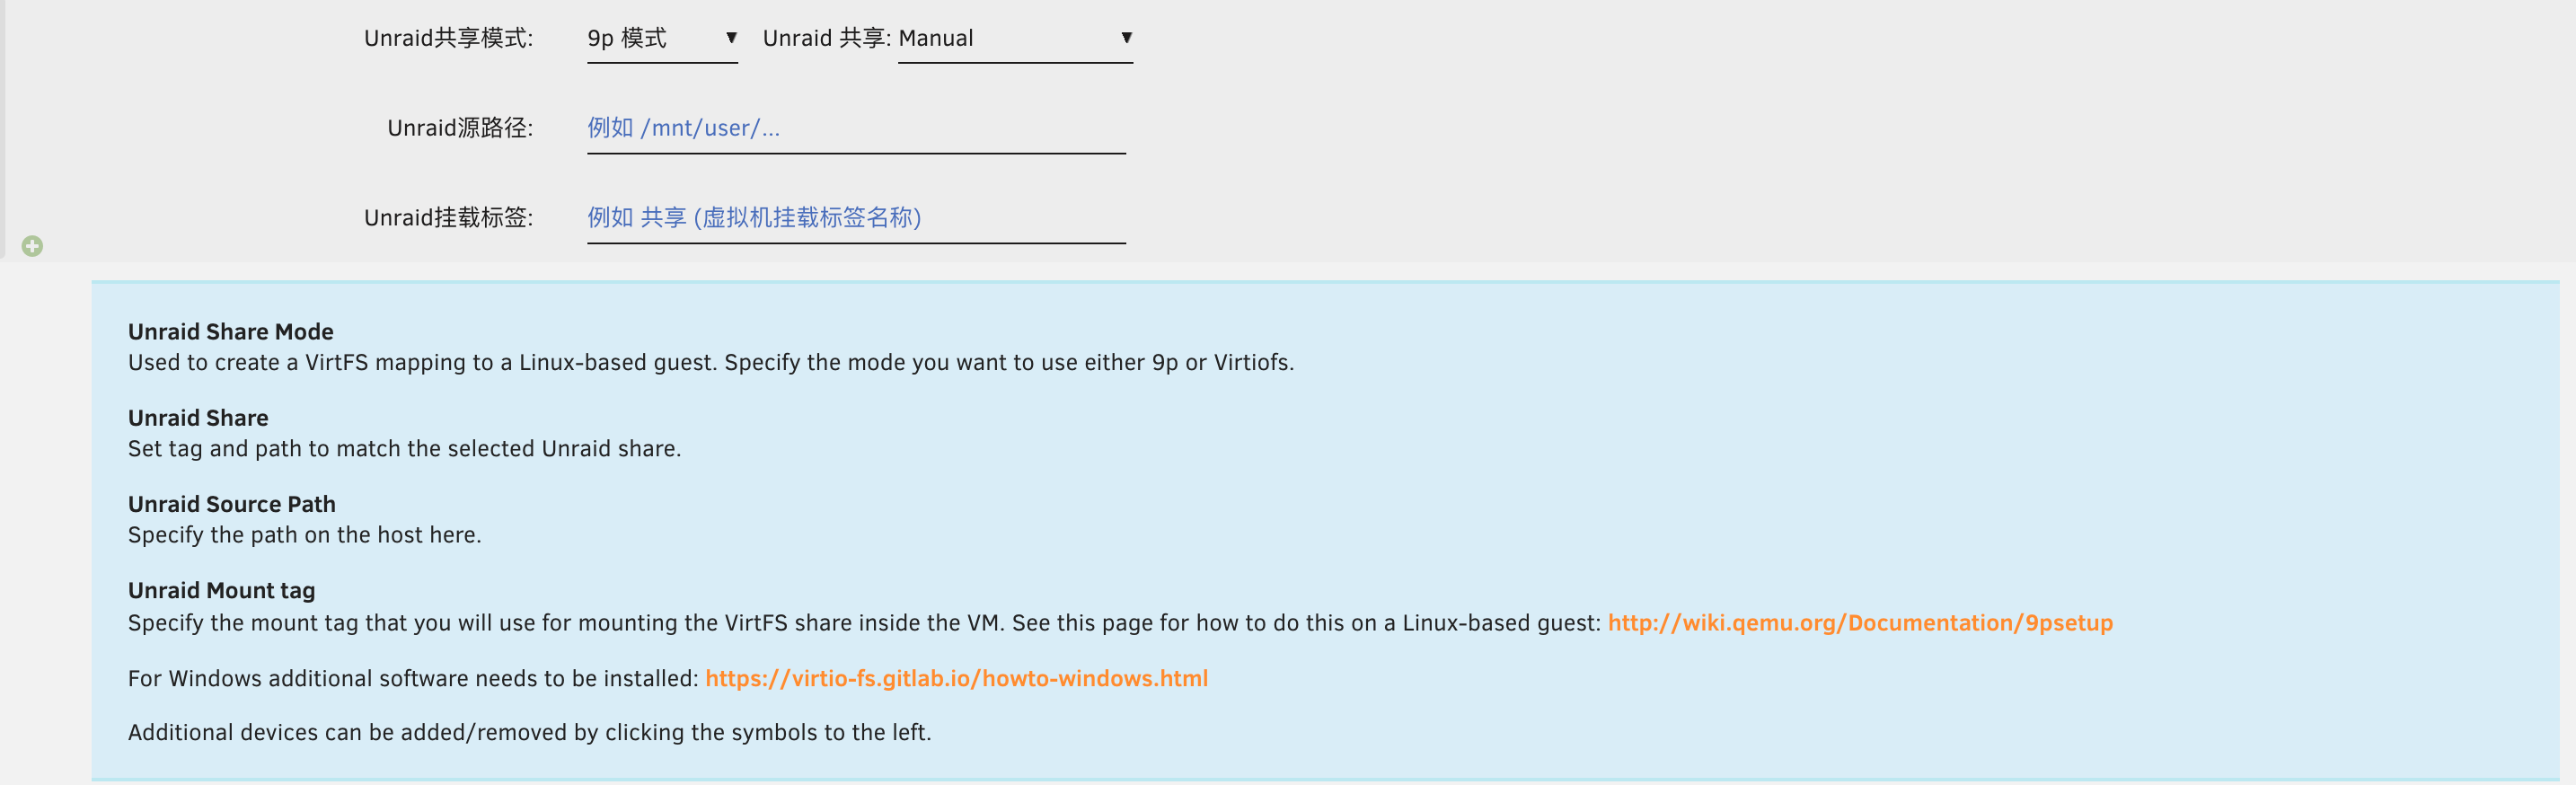 Unraid共享模式: 9p 模式 ▼ Unraid 共享: Manual ▼
Unraid源路径: 例如 /mnt/user/...
Unraid挂载标签: 例如 共享 (虚拟机挂载标签名称)
Unraid Share Mode
Used to create a VirtFS mapping to a Linux-based guest. Specify the mode you want to use either 9p or Virtiofs.
Unraid Share
Set tag and path to match the selected Unraid share.
Unraid Source Path
Specify the path on the host here.
Unraid Mount tag
Specify the mount tag that you will use for mounting the VirtFS share inside the VM. See this page for how to do this on a Linux-based guest: http://wiki.qemu.org/Documentation/9psetup
For Windows additional software needs to be installed: https://virtio-fs.gitlab.io/howto-windows.html
Additional devices can be added/removed by clicking the symbols to the left.